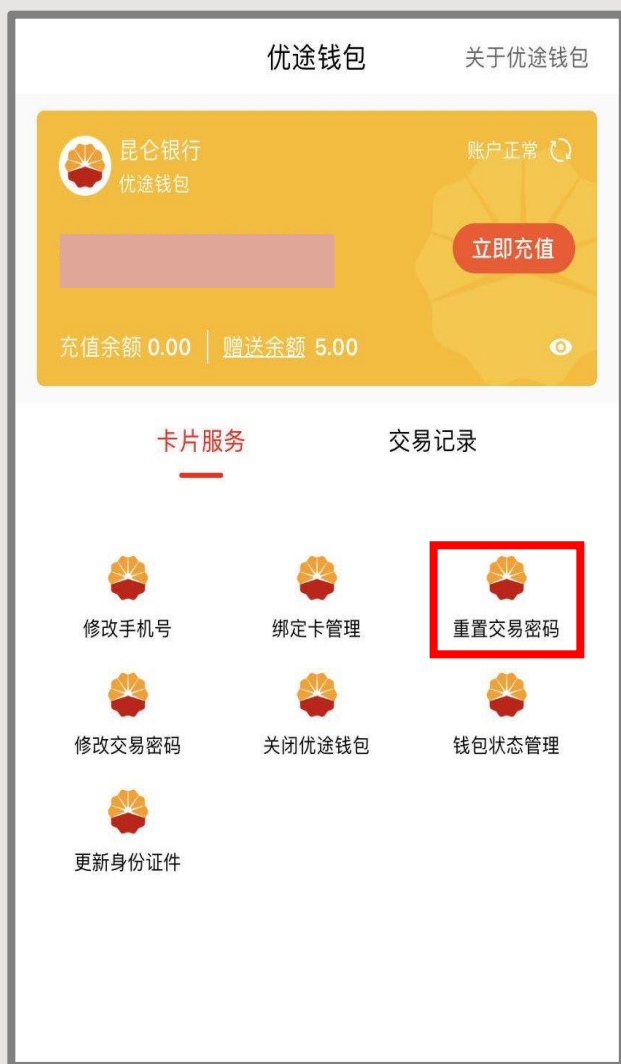 优途钱包 关于优途钱包
昆仑银行 账户正常
优途钱包
立即充值
充值余额 0.00 赠送余额 5.00
卡片服务 交易记录
修改手机号 绑定卡管理 重置交易密码
修改交易密码 关闭优途钱包 钱包状态管理
更新身份证件